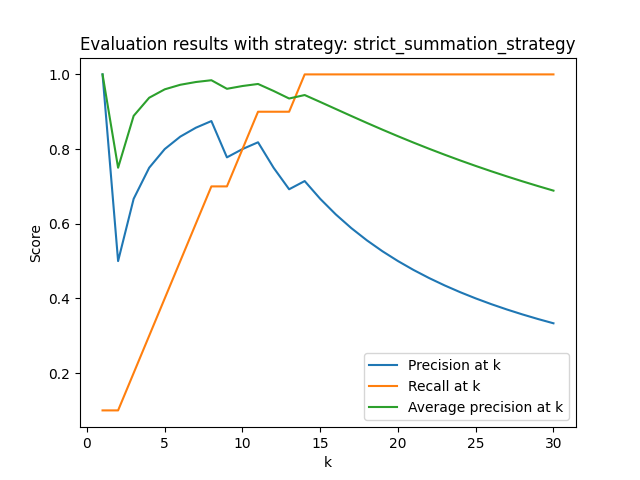 Evaluation results with strategy: strict_summation_strategy
1.0
0.8
0.6
0.4
0.2
Score
0
5
10
15
20
25
30
k
Precision at k
Recall at k
Average precision at k